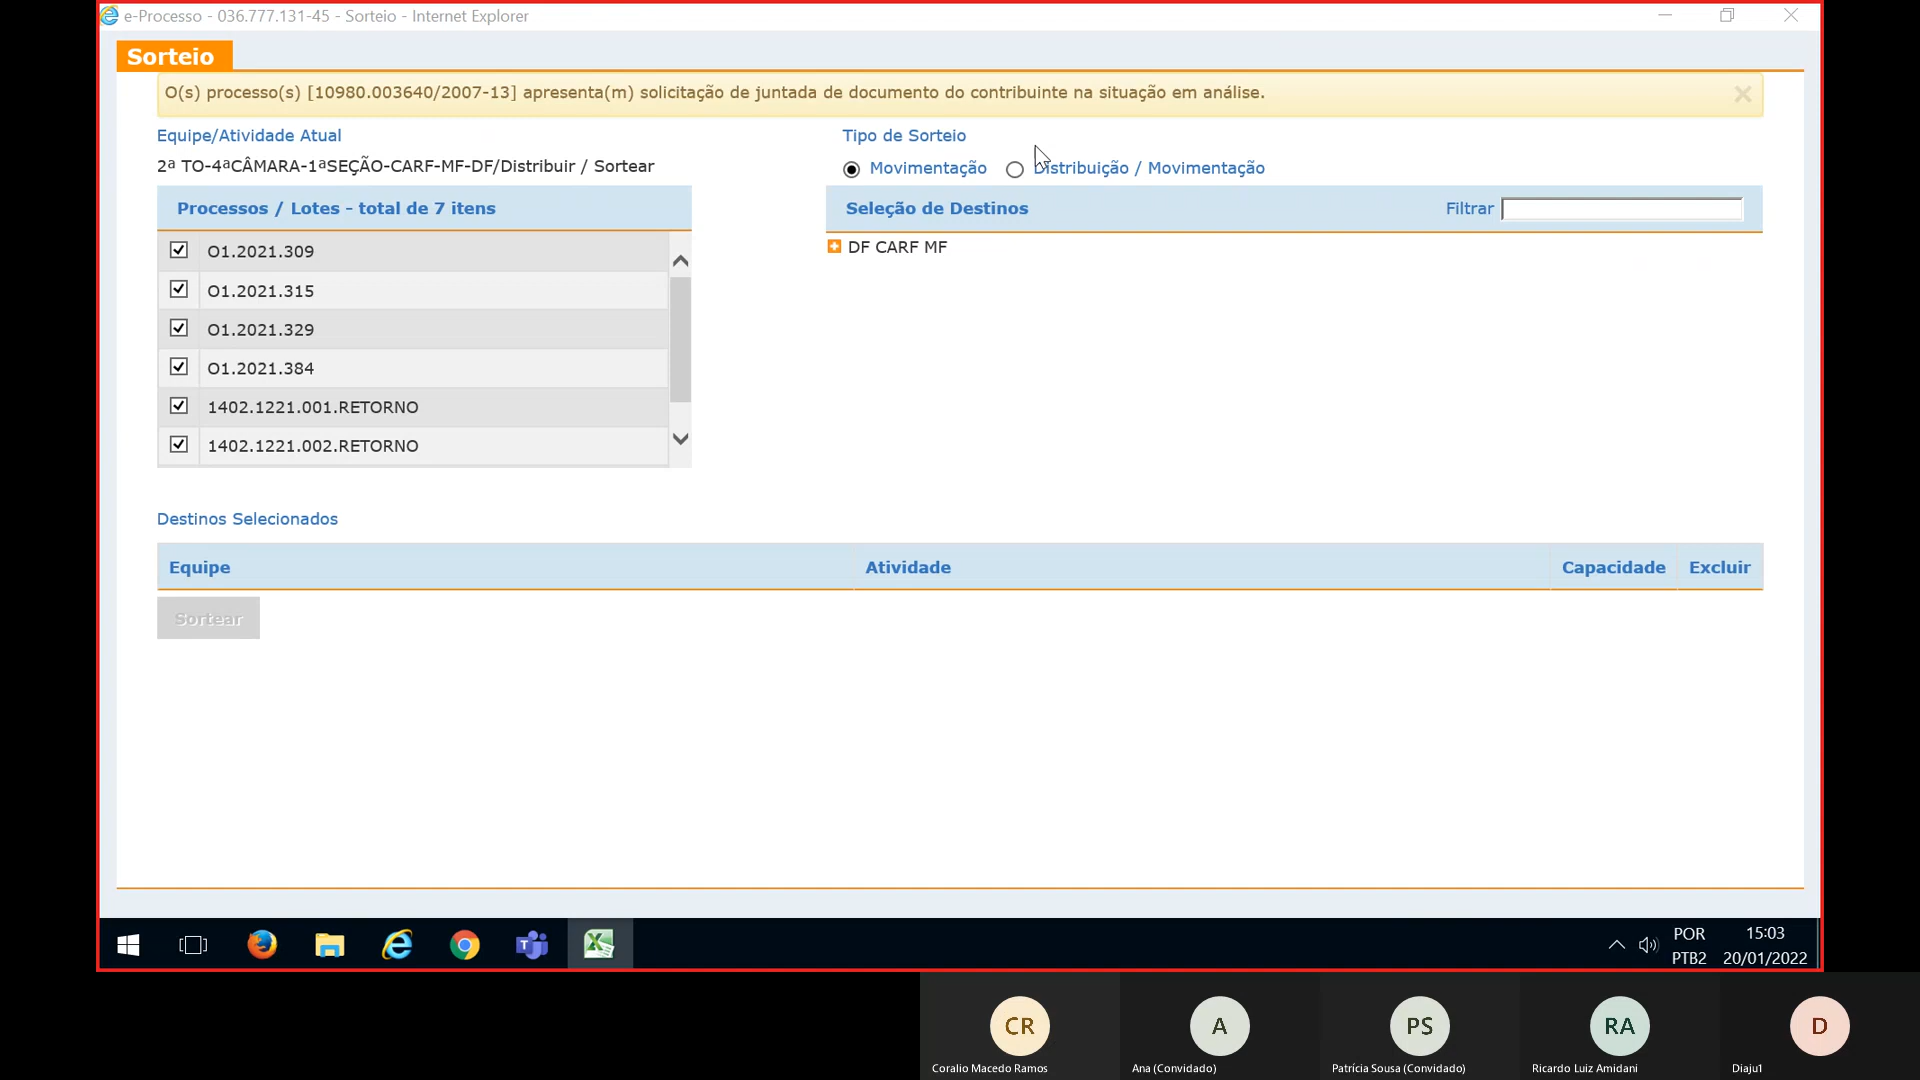 e-Processo - 036.777.131-45 - Sorteio - Internet Explorer
Sorteio
O(s) processo(s) [10980.003640/2007-13] apresenta(m) solicitação de juntada de documento do contribuinte na situação em análise.
Equipe/Atividade Atual
2ª TO-4ªCÂMARA-1ªSEÇÃO-CARF-MF-DF/Distribuir / Sortear
Tipo de Sorteio
Movimentação
Distribuição / Movimentação
Processos / Lotes - total de 7 itens
O1.2021.309
O1.2021.315
O1.2021.329
O1.2021.384
1402.1221.001.RETORNO
1402.1221.002.RETORNO
Seleção de Destinos
Filtrar
DF CARF MF
Destinos Selecionados
Equipe Atividade Capacidade Excluir
Sortear
POR
PTB2
15:03
20/01/2022
CR
Coralio Macedo Ramos
A
Ana (Convidado)
PS
Patrícia Sousa (Convidado)
RA
Ricardo Luiz Amidani
D
Diaju1